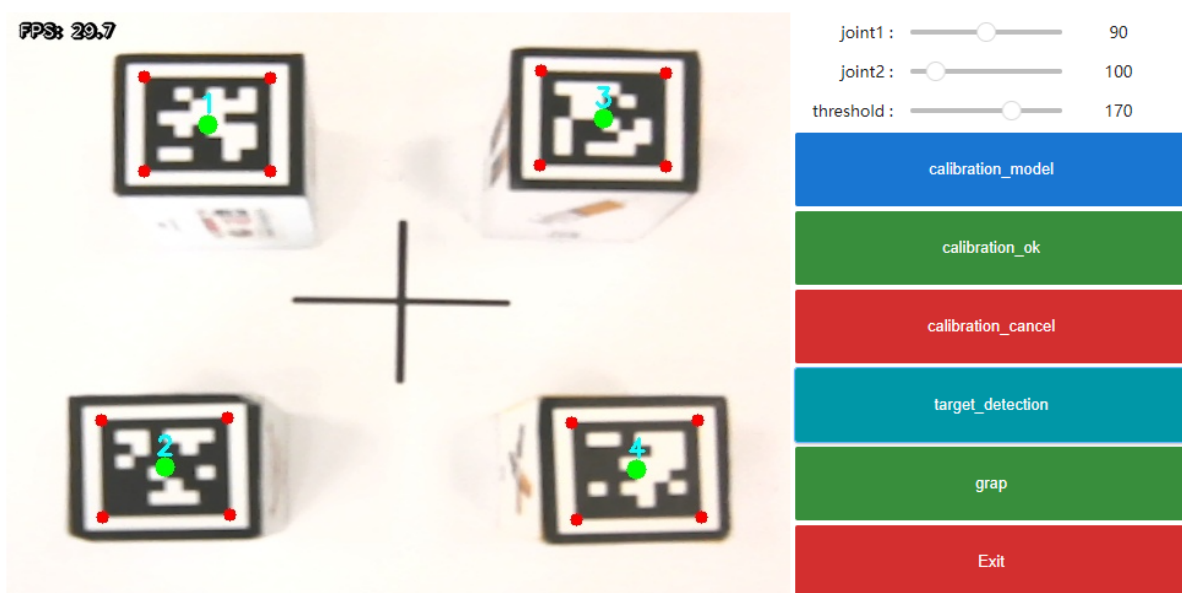 FPS: 29.7
1
3
2
4
joint1 : 90
joint2 : 100
threshold : 170
calibration_model
calibration_ok
calibration_cancel
target_detection
grap
Exit